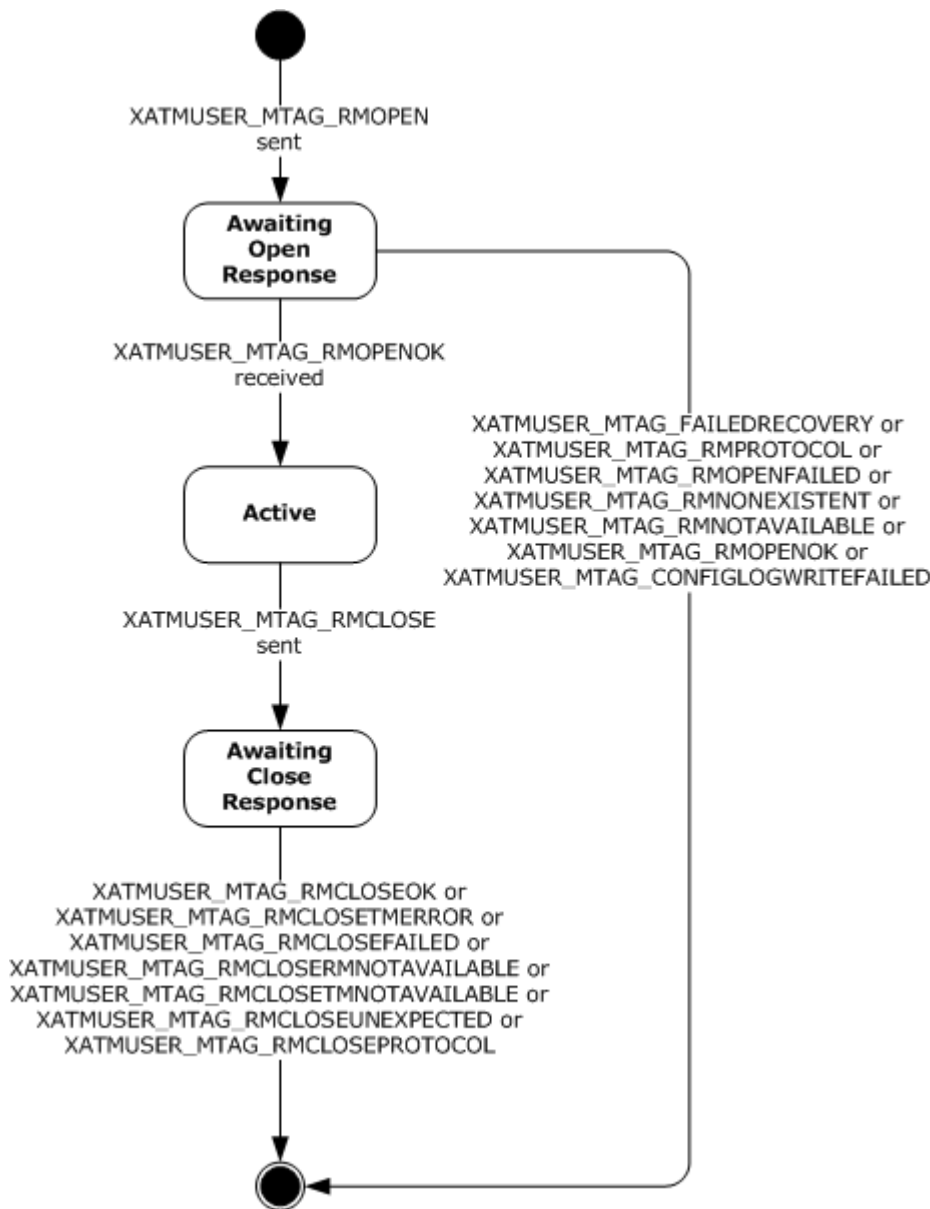 XATMUSER_MTAG_RMOPEN
sent
Awaiting
Open
Response
XATMUSER_MTAG_RMOPENOK
received
XATMUSER_MTAG_FAILEDRECOVERY or
XATMUSER_MTAG_RMPROTOCOL or
XATMUSER_MTAG_RMOPENFAILED or
XATMUSER_MTAG_RMNONEXISTENT or
XATMUSER_MTAG_RMNOTAVAILABLE or
XATMUSER_MTAG_RMOPENOK or
XATMUSER_MTAG_CONFIGLOGWRITEFAILED
Active
XATMUSER_MTAG_RMCLOSE
sent
Awaiting
Close
Response
XATMUSER_MTAG_RMCLOSEOK or
XATMUSER_MTAG_RMCLOSETMERROR or
XATMUSER_MTAG_RMCLOSEFAILED or
XATMUSER_MTAG_RMCLOSERMNOTAVAILABLE or
XATMUSER_MTAG_RMCLOSETMNOTAVAILABLE or
XATMUSER_MTAG_RMCLOSEUNEXPECTED or
XATMUSER_MTAG_RMCLOSEPROTOCOL